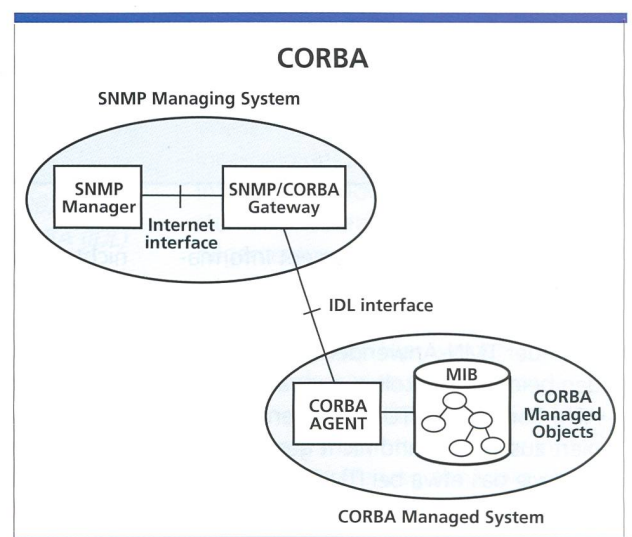 CORBA
SNMP Managing System
SNMP
Manager
SNMP/CORBA
Gateway
Internet
interface
IDL interface
MIB
CORBA
AGENT
CORBA
Managed
Objects
CORBA Managed System